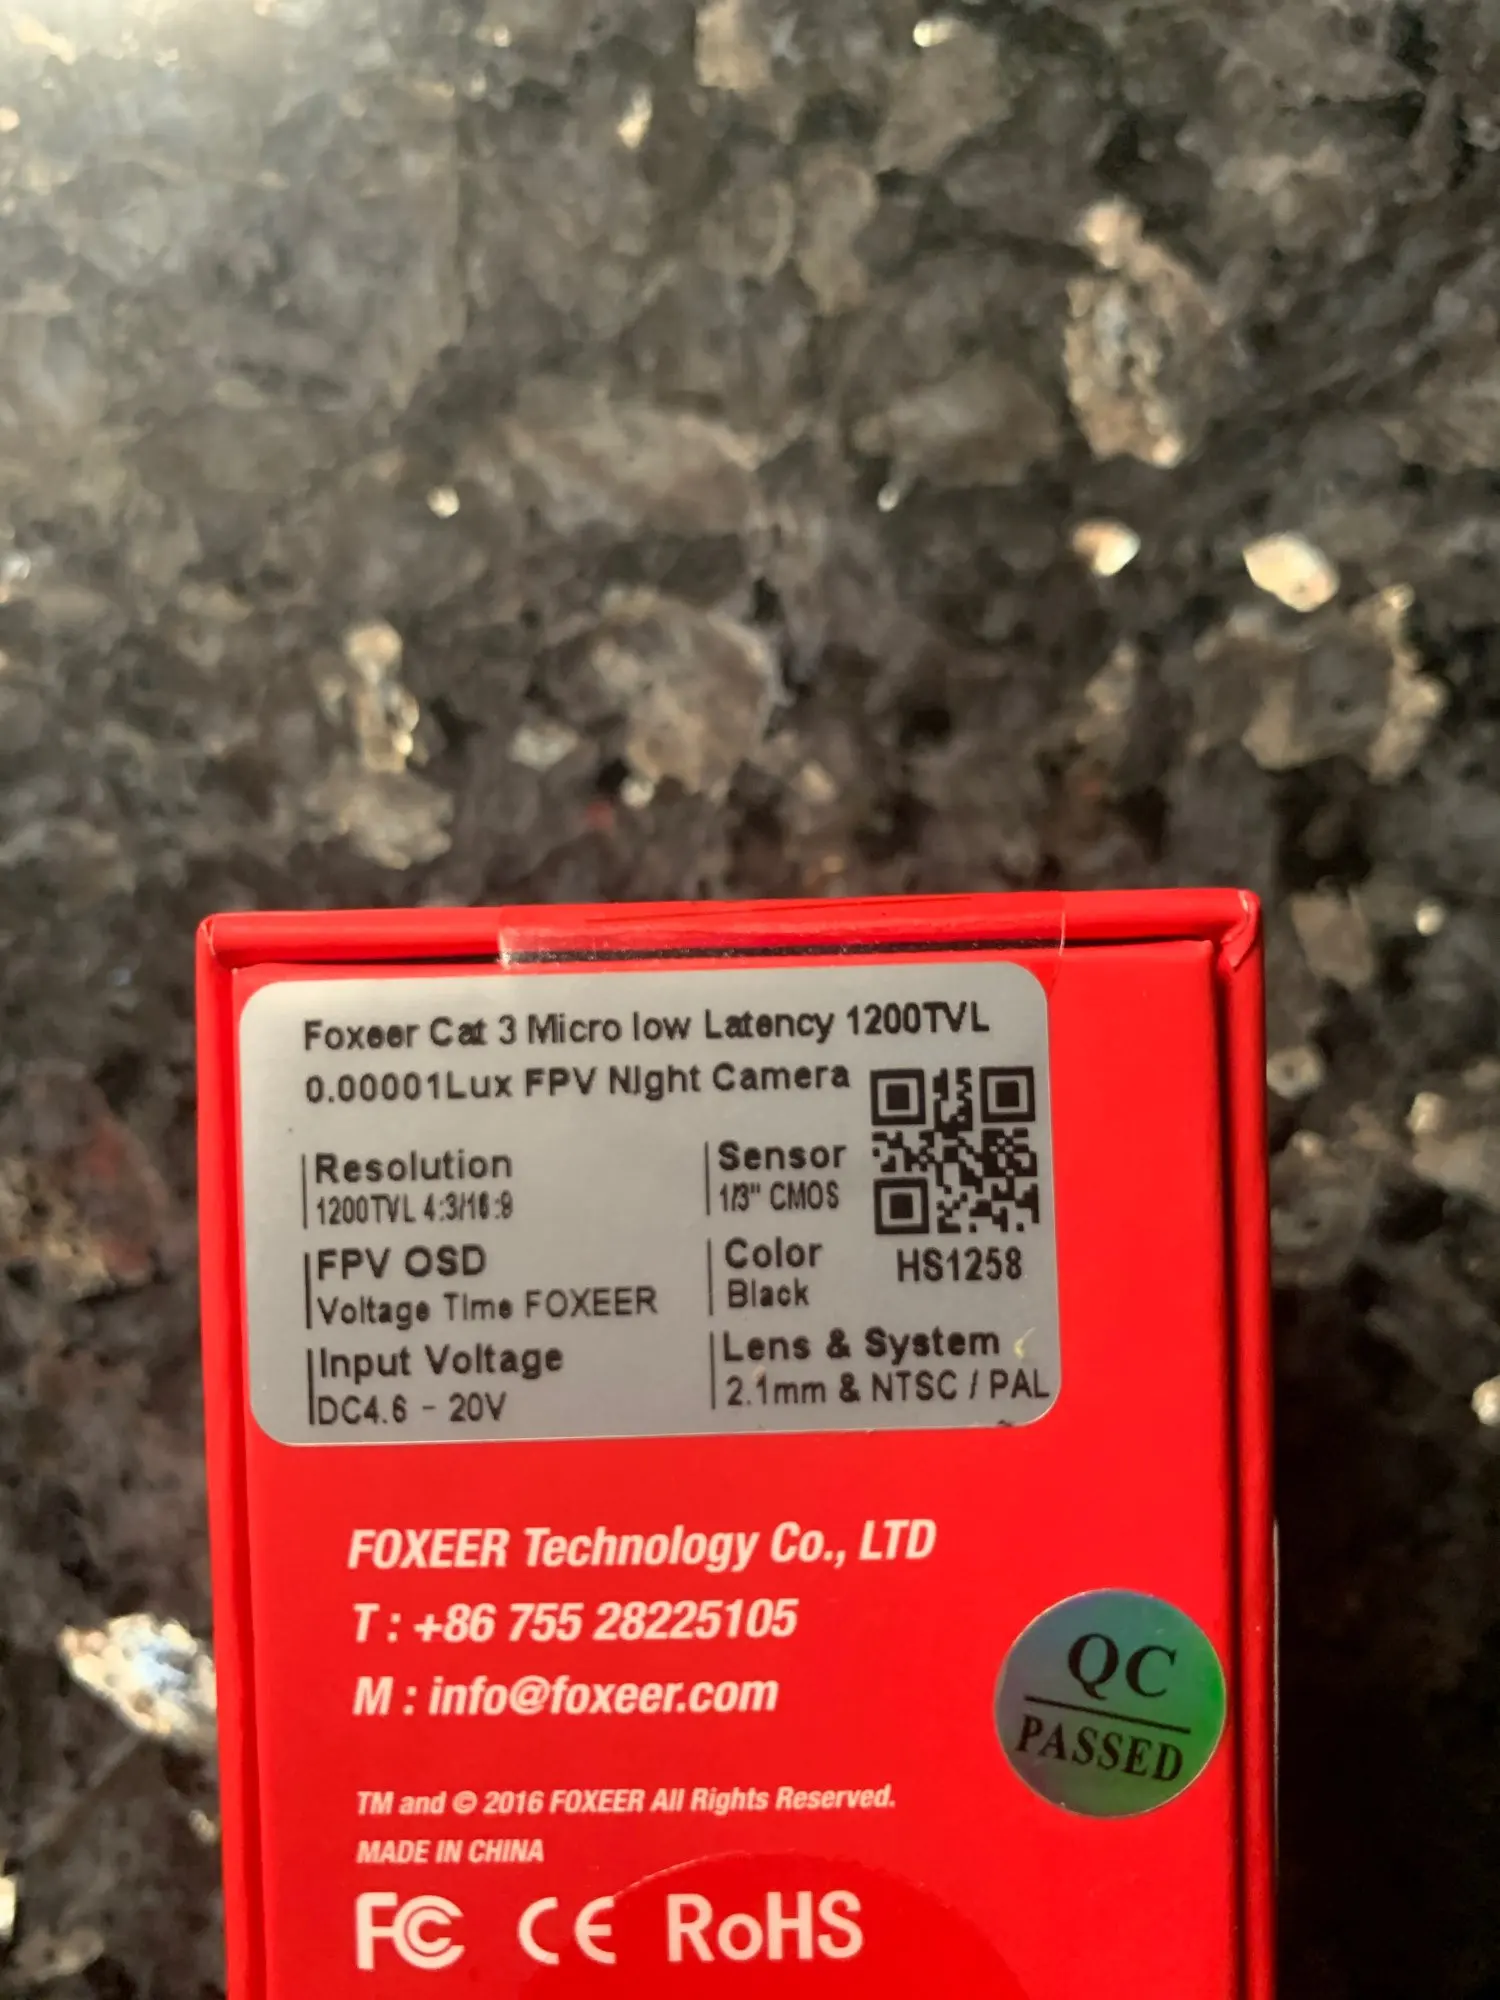 Foxeer Cat 3 Micro low Latency 1200TVL
0.00001Lux FPV NIght Camera
Resolution
1200TVL 4:3/16:9
Sensor
1/3" CMOS
FPV OSD
Voltage TIme FOXEER
Color
Black
HS1258
Input Voltage
DC4.6 - 20V
Lens & System
2.1mm & NTSC / PAL
FOXEER Technology Co., LTD
T : +86 755 28225105
M : info@foxeer.com
QC
PASSED
TM and © 2016 FOXEER All Rights Reserved.
MADE IN CHINA
FC CE RoHS